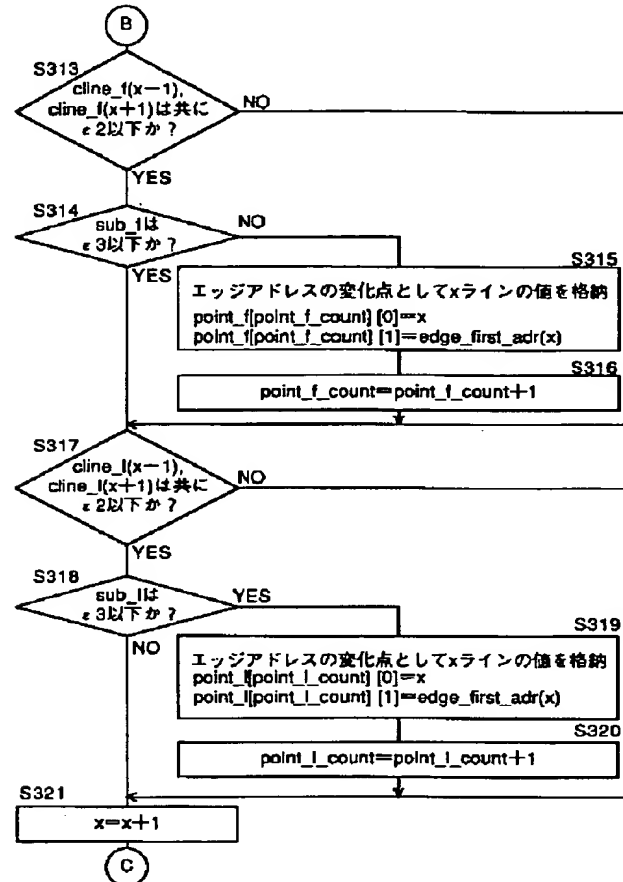 B
S313
cline_f(x−1),
cline_f(x+1)は共に
ε2以下か？
NO
YES
S314
sub_fは
ε3以下か？
NO
YES
S315
エッジアドレスの変化点としてxラインの値を格納
point_f[point_f_count] [0]=x
point_f[point_f_count] [1]=edge_first_adr(x)
S316
point_f_count=point_f_count+1
S317
cline_l(x−1),
cline_l(x+1)は共に
ε2以下か？
NO
YES
S318
sub_lは
ε3以下か？
YES
NO
S319
エッジアドレスの変化点としてxラインの値を格納
point_l[point_l_count] [0]=x
point_l[point_l_count] [1]=edge_first_adr(x)
S320
point_l_count=point_l_count+1
S321
x=x+1
C